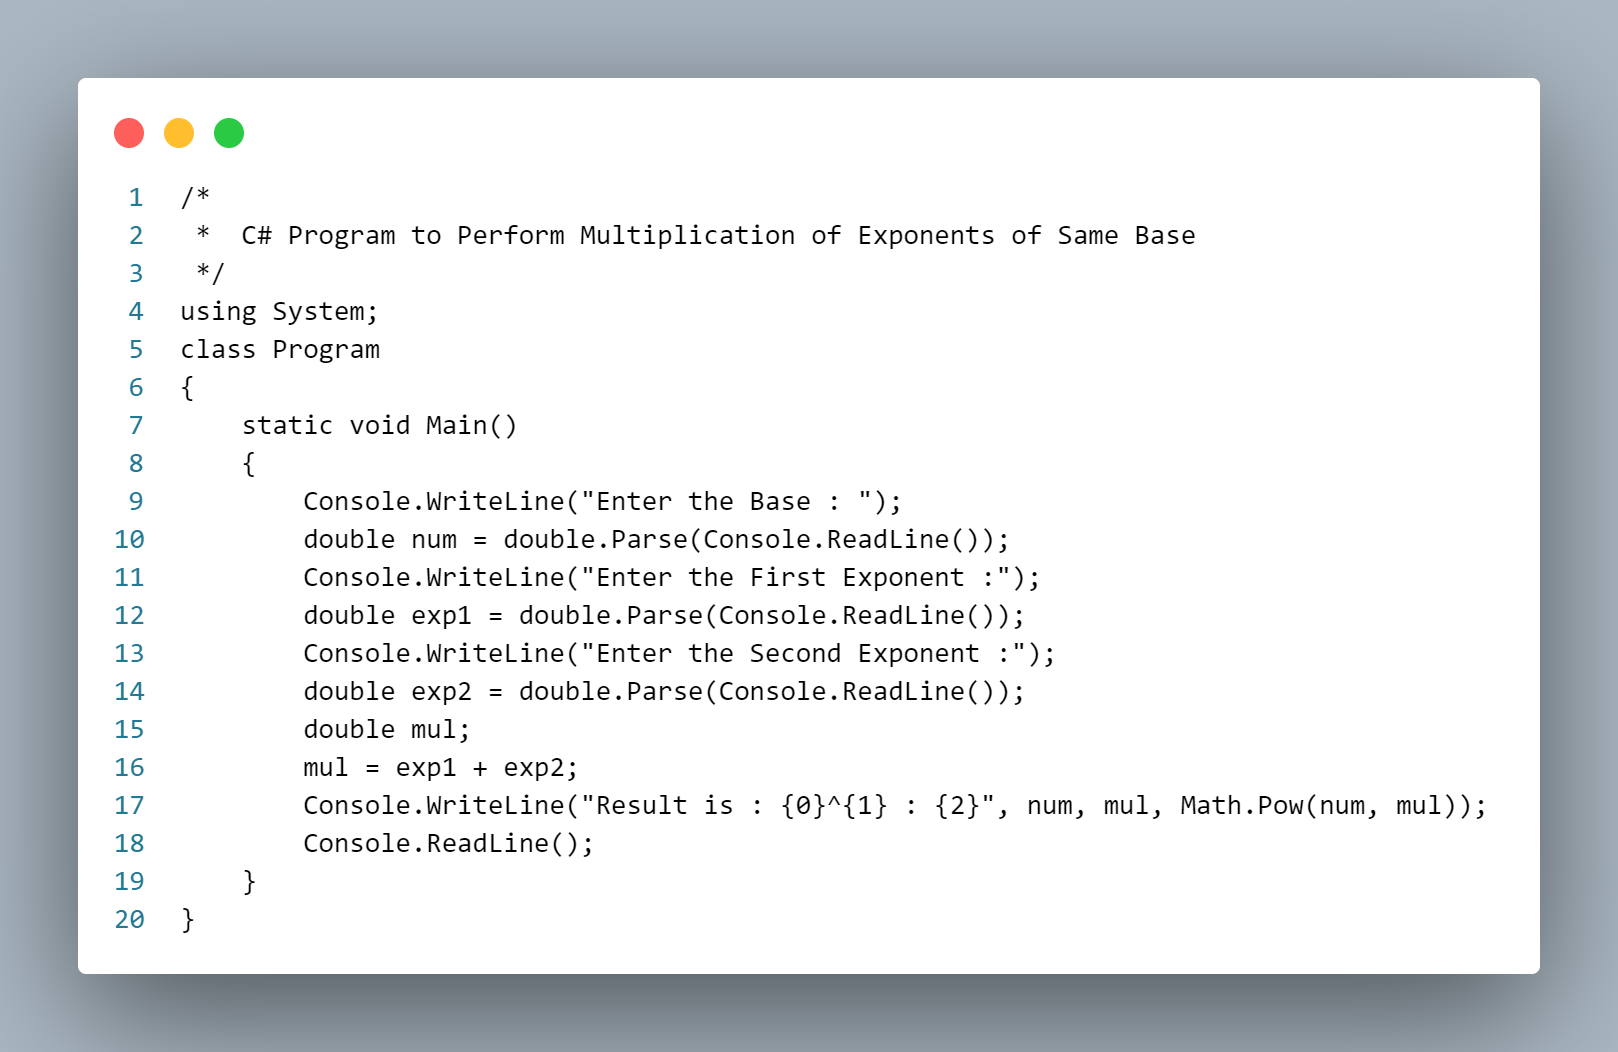 1 /*
2  *  C# Program to Perform Multiplication of Exponents of Same Base
3  */
4 using System;
5 class Program
6 {
7     static void Main()
8     {
9         Console.WriteLine("Enter the Base : ");
10         double num = double.Parse(Console.ReadLine());
11         Console.WriteLine("Enter the First Exponent :");
12         double exp1 = double.Parse(Console.ReadLine());
13         Console.WriteLine("Enter the Second Exponent :");
14         double exp2 = double.Parse(Console.ReadLine());
15         double mul;
16         mul = exp1 + exp2;
17         Console.WriteLine("Result is : {0}^{1} : {2}", num, mul, Math.Pow(num, mul));
18         Console.ReadLine();
19     }
20 }